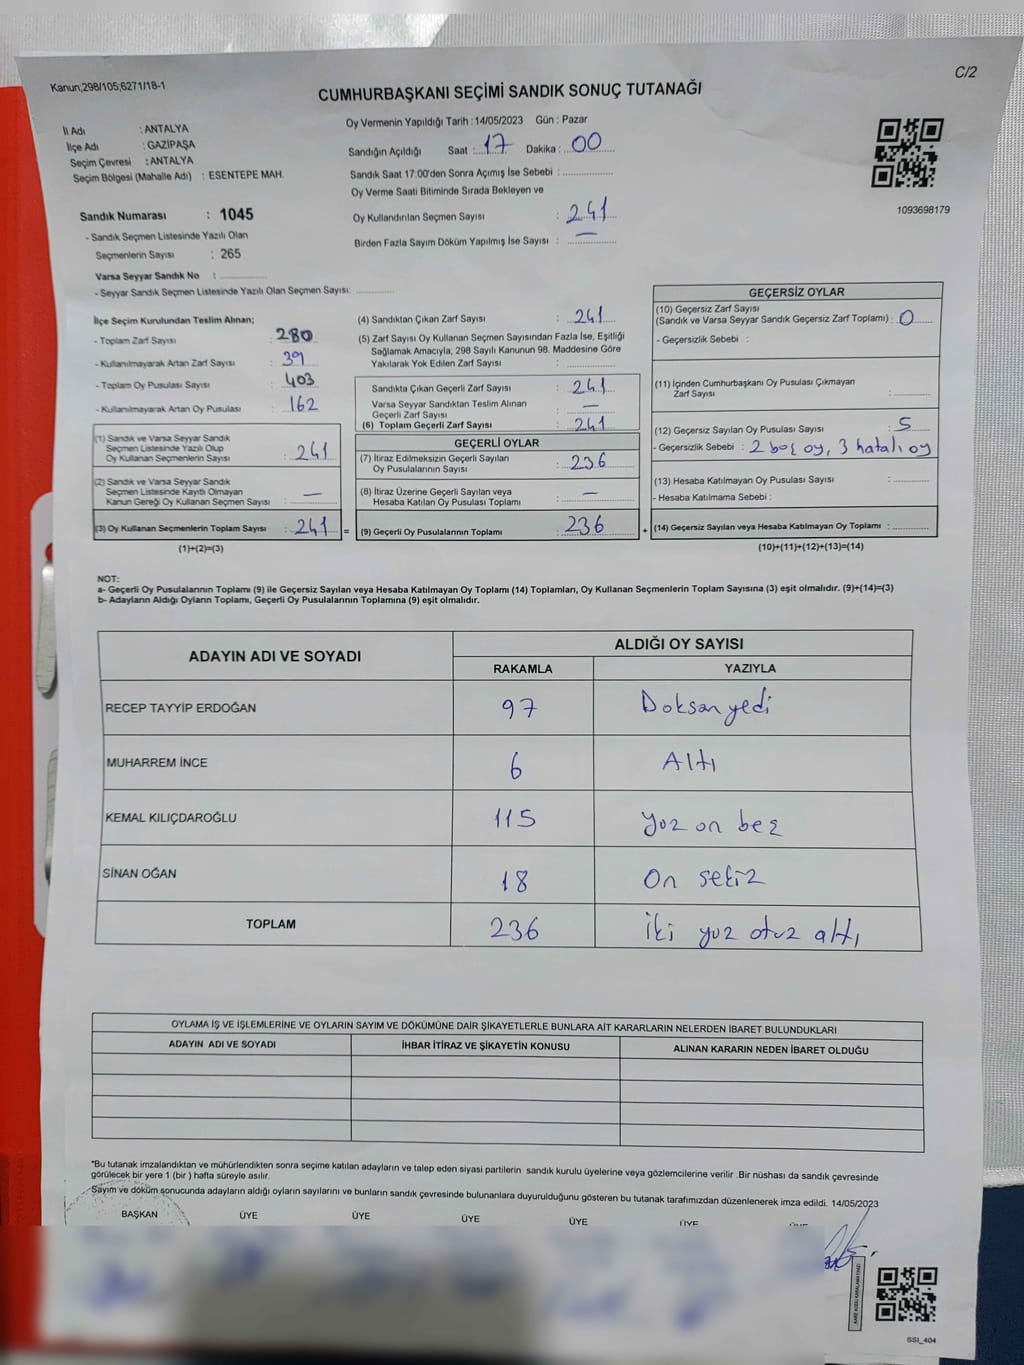 Kanun;298/105;6271/18-1
C/2
CUMHURBAŞKANI SEÇİMİ SANDIK SONUÇ TUTANAĞI
İl Adı : ANTALYA
İlçe Adı : GAZİPAŞA
Seçim Çevresi : ANTALYA
Seçim Bölgesi (Mahalle Adı) : ESENTEPE MAH.
Sandık Numarası : 1045
- Sandık Seçmen Listesinde Yazılı Olan
Seçmenlerin Sayısı : 265
Varsa Seyyar Sandık No :
- Seyyar Sandık Seçmen Listesinde Yazılı Olan Seçmen Sayısı:
Oy Vermenin Yapıldığı Tarih : 14/05/2023 Gün : Pazar
Sandığın Açıldığı Saat : 17 Dakika : 00
Sandık Saat 17:00'den Sonra Açımış İse Sebebi :
Oy Verme Saati Bitiminde Sırada Bekleyen ve
Oy Kullandırılan Seçmen Sayısı : 241
Birden Fazla Sayım Döküm Yapılmış İse Sayısı : —
1093698179
İlçe Seçim Kurulundan Teslim Alınan;
- Toplam Zarf Sayısı : 280
- Kullanılmayarak Artan Zarf Sayısı : 39
- Toplam Oy Pusulası Sayısı : 403
- Kullanılmayarak Artan Oy Pusulası : 162
(1) Sandık ve Varsa Seyyar Sandık
Seçmen Listesinde Yazılı Olup
Oy Kullanan Seçmenlerin Sayısı : 241
(2) Sandık ve Varsa Seyyar Sandık
Seçmen Listesinde Kayıtlı Olmayan
Kanun Gereği Oy Kullanan Seçmen Sayısı : —
(3) Oy Kullanan Seçmenlerin Toplam Sayısı : 241 =
(1)+(2)=(3)
(4) Sandıktan Çıkan Zarf Sayısı : 241
(5) Zarf Sayısı Oy Kullanan Seçmen Sayısından Fazla İse, Eşitliği
Sağlamak Amacıyla, 298 Sayılı Kanunun 98. Maddesine Göre
Yakılarak Yok Edilen Zarf Sayısı :
Sandıkta Çıkan Geçerli Zarf Sayısı : 241
Varsa Seyyar Sandıktan Teslim Alınan
Geçerli Zarf Sayısı : —
(6) Toplam Geçerli Zarf Sayısı : 241
GEÇERLİ OYLAR
(7) İtiraz Edilmeksizin Geçerli Sayılan
Oy Pusulalarının Sayısı : 236
(8) İtiraz Üzerine Geçerli Sayılan veya
Hesaba Katılan Oy Pusulası Toplamı : —
(9) Geçerli Oy Pusulalarının Toplamı : 236 +
GEÇERSİZ OYLAR
(10) Geçersiz Zarf Sayısı
(Sandık ve Varsa Seyyar Sandık Geçersiz Zarf Toplamı) : 0
- Geçersizlik Sebebi :
(11) İçinden Cumhurbaşkanı Oy Pusulası Çıkmayan
Zarf Sayısı :
(12) Geçersiz Sayılan Oy Pusulası Sayısı : 5
- Geçersizlik Sebebi : 2 boş oy, 3 hatalı oy
(13) Hesaba Katılmayan Oy Pusulası Sayısı :
- Hesaba Katılmama Sebebi :
(14) Geçersiz Sayılan veya Hesaba Katılmayan Oy Toplamı :
(10)+(11)+(12)+(13)=(14)
NOT:
a- Geçerli Oy Pusulalarının Toplamı (9) ile Geçersiz Sayılan veya Hesaba Katılmayan Oy Toplamı (14) Toplamları, Oy Kullanan Seçmenlerin Toplam Sayısına (3) eşit olmalıdır. (9)+(14)=(3)
b- Adayların Aldığı Oyların Toplamı, Geçerli Oy Pusulalarının Toplamına (9) eşit olmalıdır.
ADAYIN ADI VE SOYADI
ALDIĞI OY SAYISI
RAKAMLA YAZIYLA
RECEP TAYYİP ERDOĞAN 97 Doksan yedi
MUHARREM İNCE 6 Altı
KEMAL KILIÇDAROĞLU 115 Yuz on beş
SİNAN OĞAN 18 On sekiz
TOPLAM 236 İki yuz otuz altı
OYLAMA İŞ VE İŞLEMLERİNE VE OYLARIN SAYIM VE DÖKÜMÜNE DAİR ŞİKAYETLERLE BUNLARA AİT KARARLARIN NELERDEN İBARET BULUNDUKLARI
ADAYIN ADI VE SOYADI İHBAR İTİRAZ VE ŞİKAYETİN KONUSU ALINAN KARARIN NEDEN İBARET OLDUĞU
*Bu tutanak imzalandıktan ve mühürlendikten sonra seçime katılan adayların ve talep eden siyasi partilerin sandık kurulu üyelerine veya gözlemcilerine verilir .Bir nüshası da sandık çevresinde
görülecek bir yere 1 (bir ) hafta süreyle asılır.
Sayım ve döküm sonucunda adayların aldığı oyların sayılarını ve bunların sandık çevresinde bulunanlara duyurulduğunu gösteren bu tutanak tarafımızdan düzenlenerek imza edildi. 14/05/2023
BAŞKAN ÜYE ÜYE ÜYE ÜYE ÜYE ÜYE
SSI_404